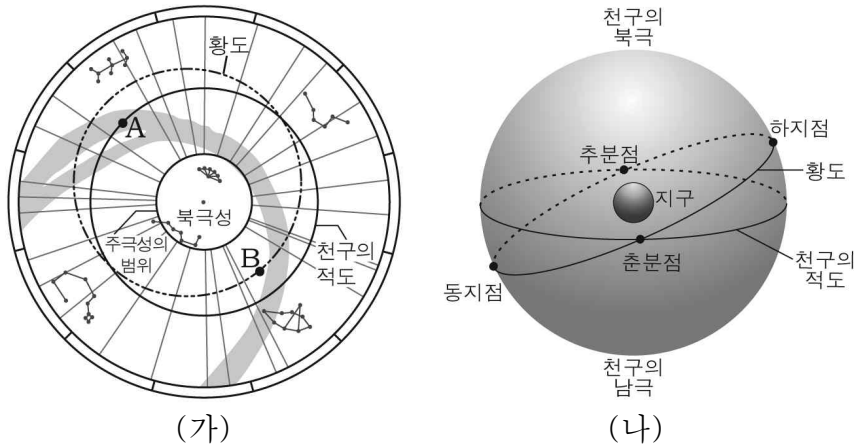 황도
A
북극성
주극성의
범위
B
천구의
적도
(가)
천구의
북극
하지점
추분점
황도
지구
춘분점
천구의
적도
동지점
천구의
남극
(나)